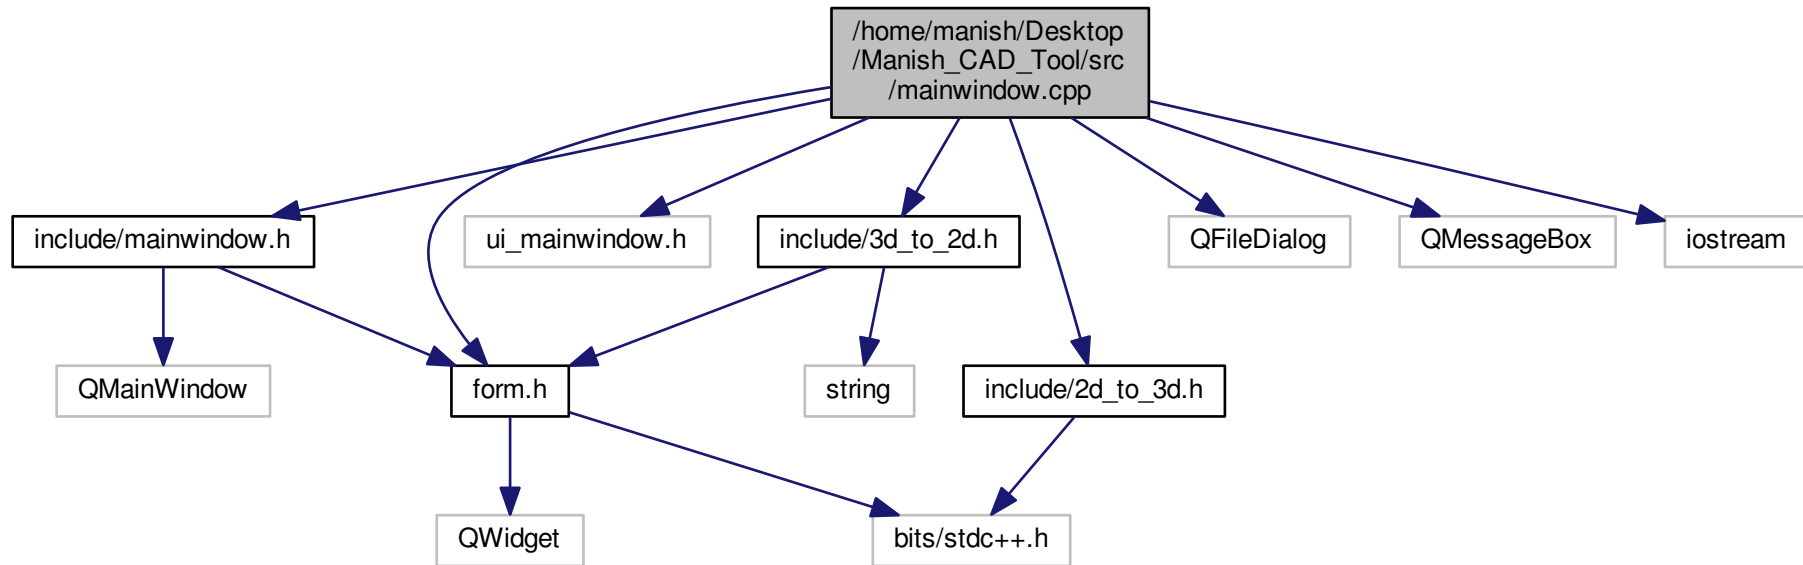 /home/manish/Desktop
/Manish_CAD_Tool/src
/mainwindow.cpp
include/mainwindow.h
ui_mainwindow.h
include/3d_to_2d.h
QFileDialog
QMessageBox
iostream
QMainWindow
form.h
string
include/2d_to_3d.h
QWidget
bits/stdc++.h